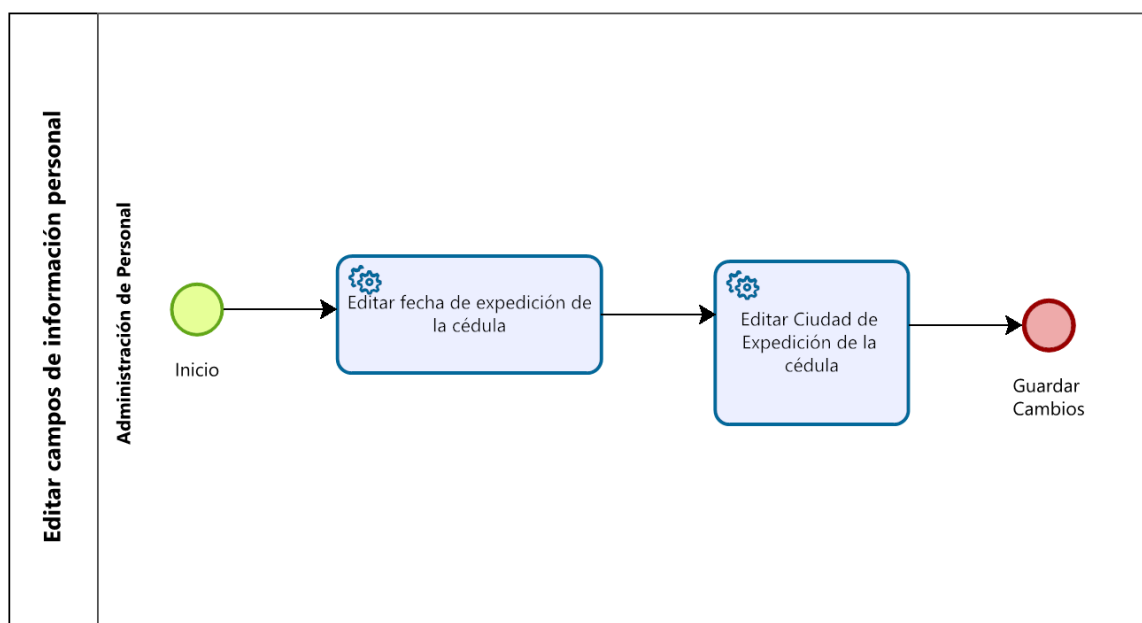 Editar campos de información personal
Administración de Personal
Inicio
Editar fecha de expedición de
la cédula
Editar Ciudad de
Expedición de la
cédula
Guardar
Cambios